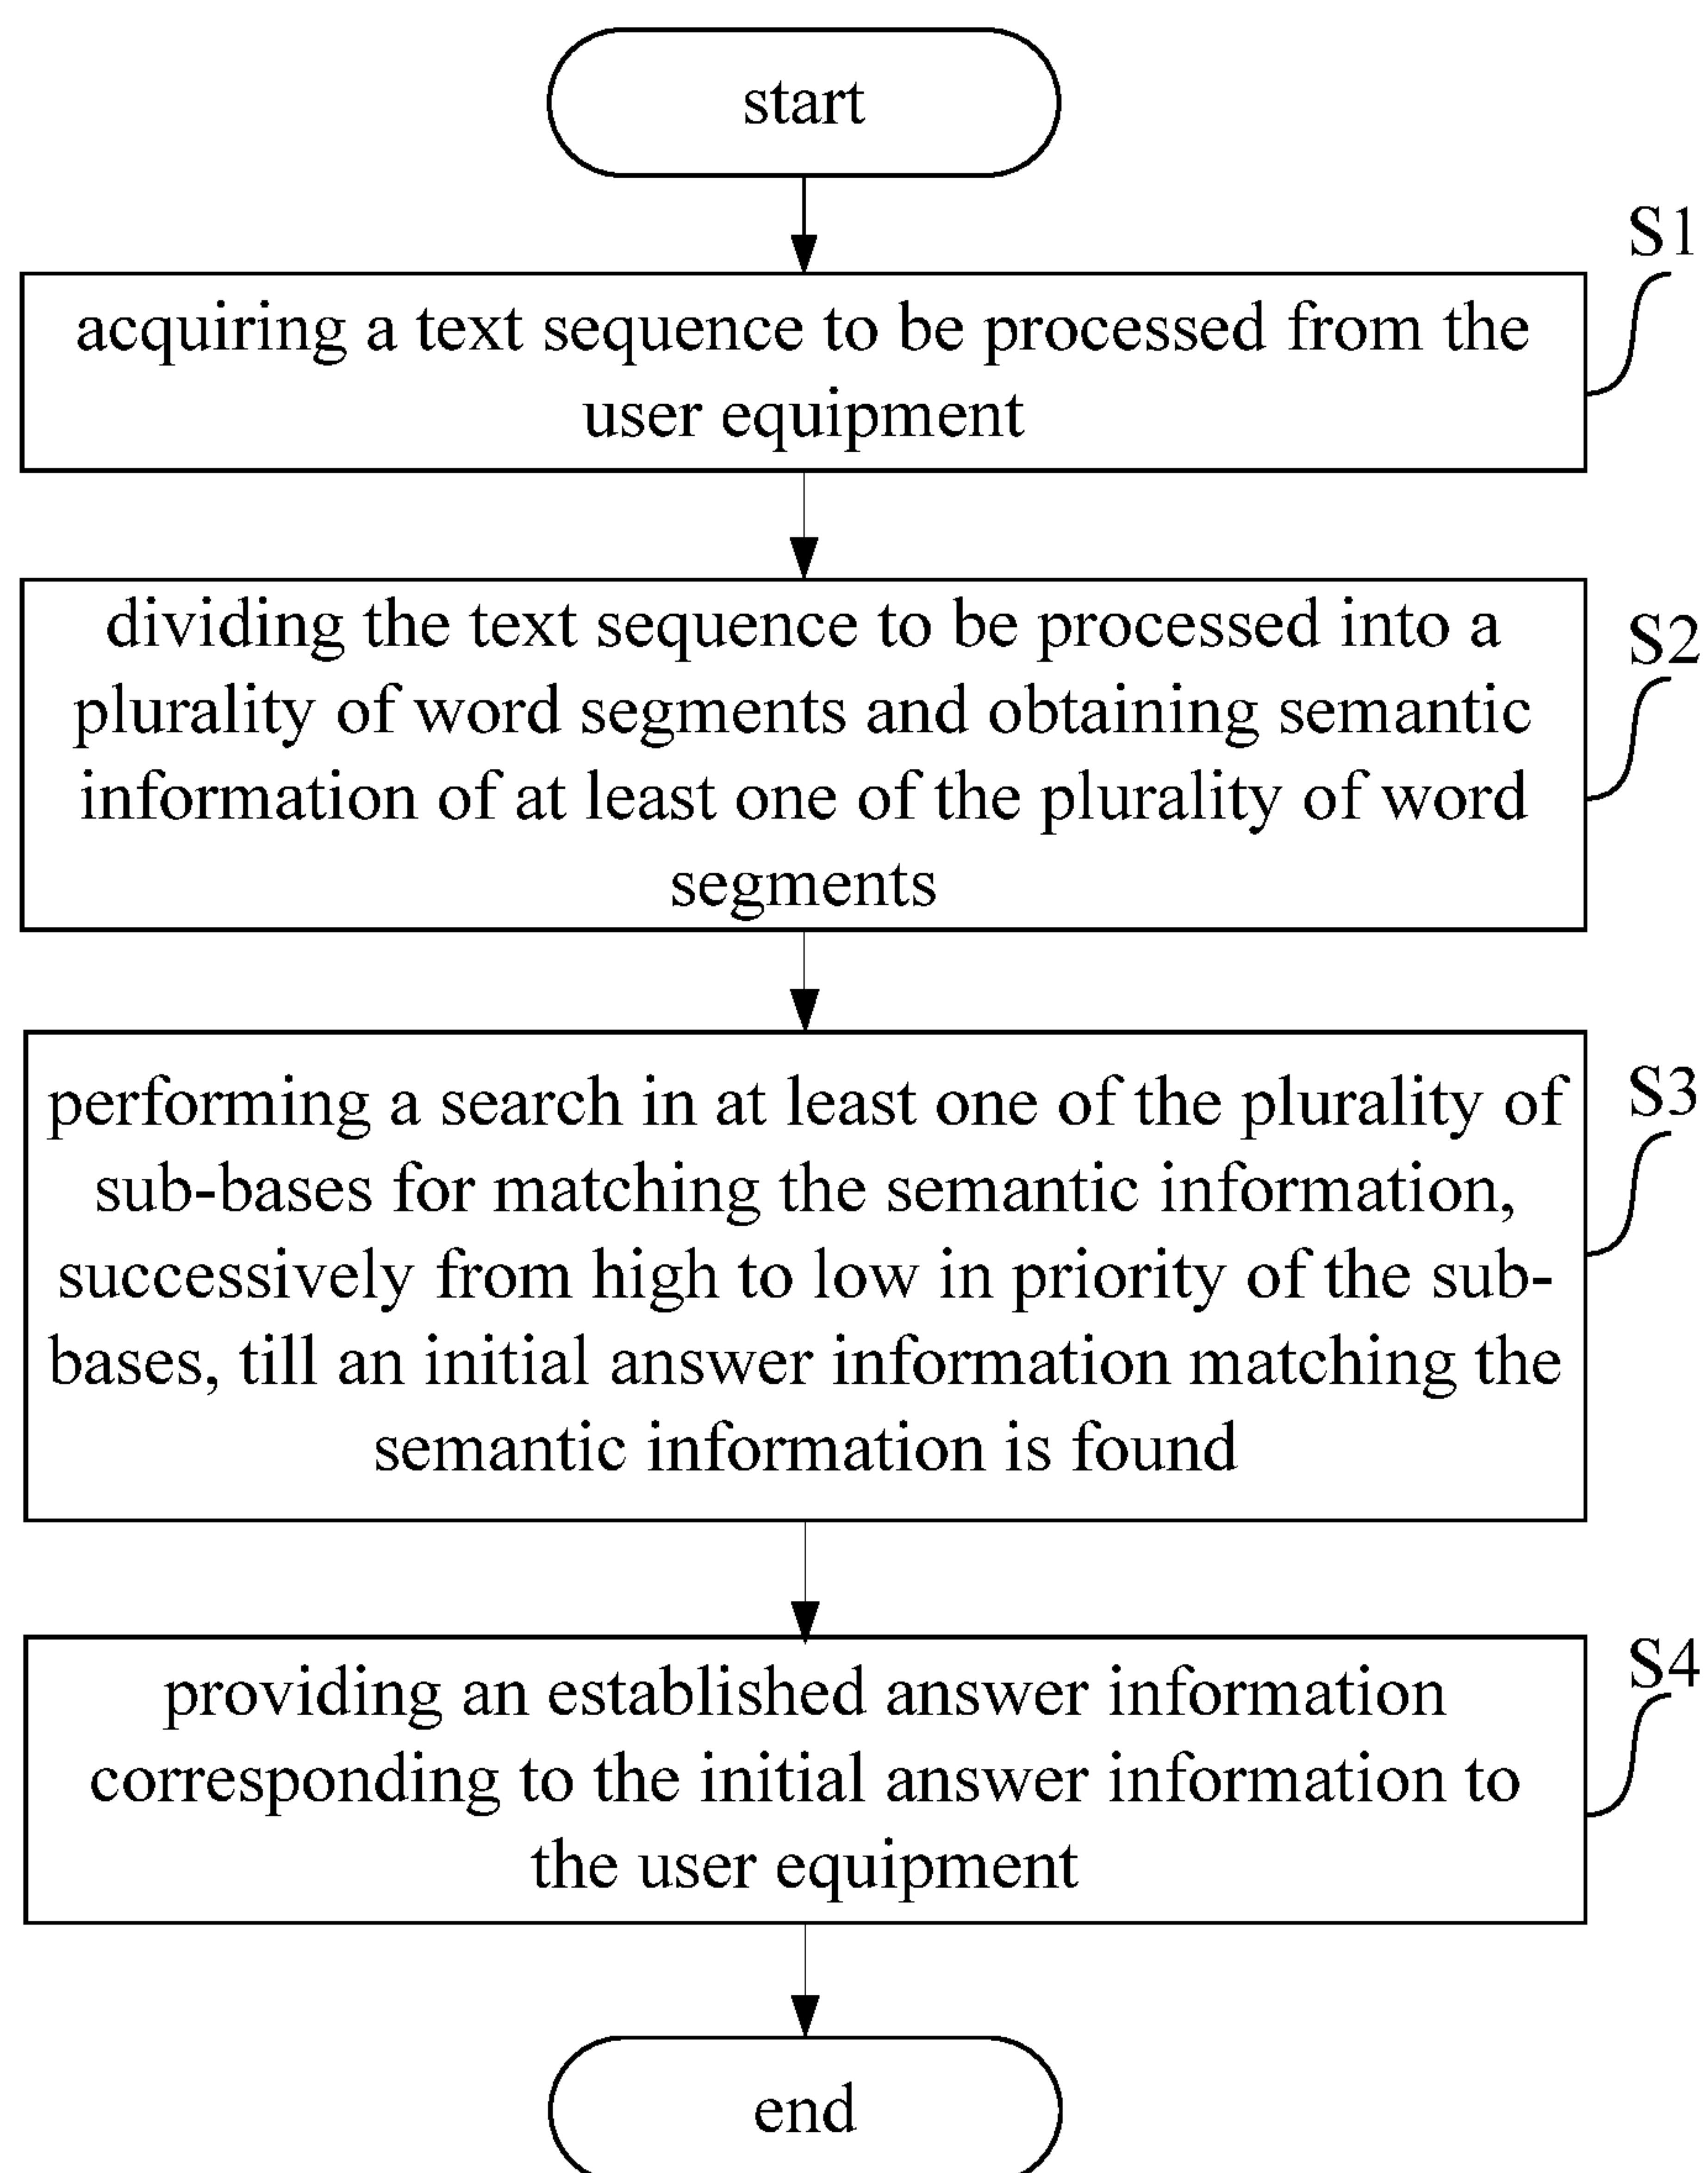 start
S1
acquiring a text sequence to be processed from the
user equipment
S2
dividing the text sequence to be processed into a
plurality of word segments and obtaining semantic
information of at least one of the plurality of word
segments
S3
performing a search in at least one of the plurality of
sub-bases for matching the semantic information,
successively from high to low in priority of the sub-
bases, till an initial answer information matching the
semantic information is found
S4
providing an established answer information
corresponding to the initial answer information to
the user equipment
end